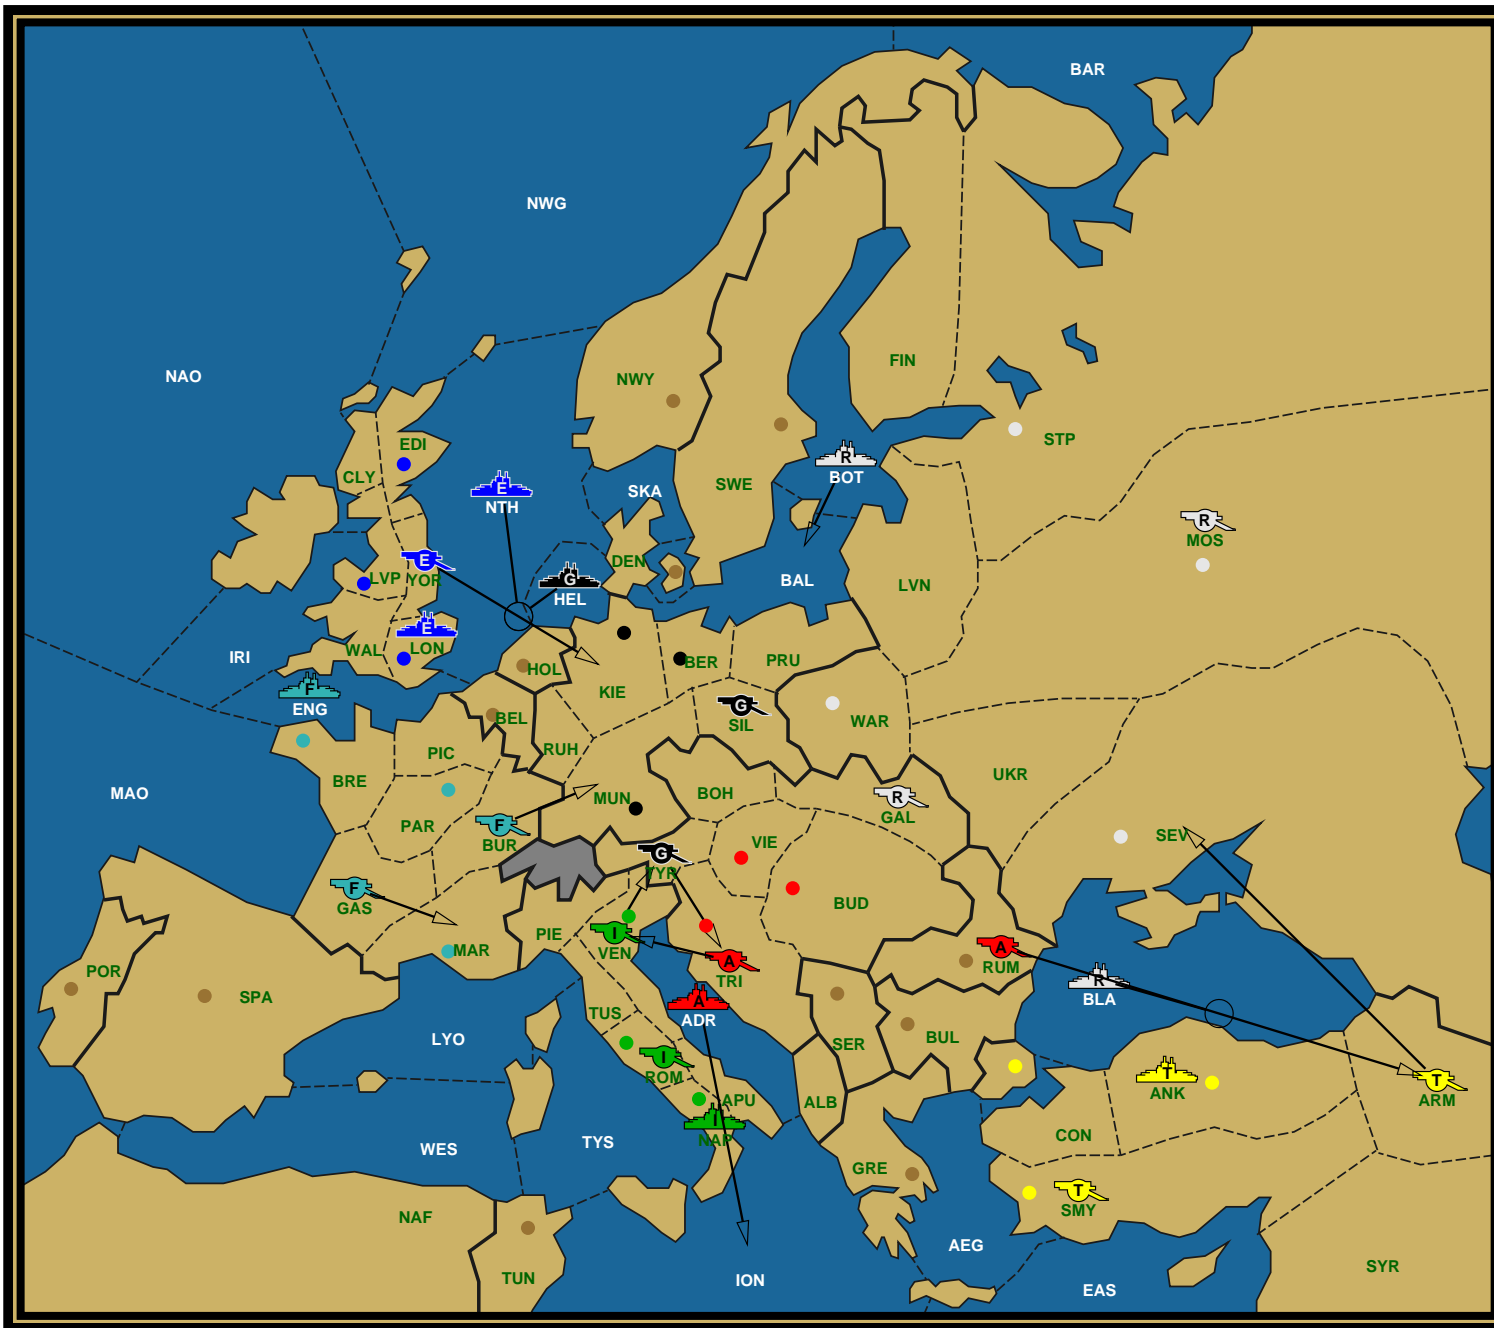 BAR
NWG
NAO
FIN
NWY
EDI
STP
CLY
R
BOT
SWE
SKA
E
NTH
R
MOS
E
YOR
LVP
DEN
G
HEL
BAL
LVN
E
LON
WAL
IRI
HOL
BER
PRU
KIE
F
ENG
G
SIL
BEL
WAR
RUH
PIC
BRE
UKR
MAO
MUN
BOH
R
GAL
PAR
F
BUR
VIE
SEV
G
TYR
F
GAS
BUD
PIE
I
VEN
MAR
A
RUM
A
TRI
POR
SPA
R
BLA
A
ADR
TUS
LYO
BUL
SER
I
ROM
T
ANK
T
ARM
APU
ALB
I
NAP
CON
TYS
WES
GRE
T
SMY
NAF
AEG
SYR
TUN
ION
EAS